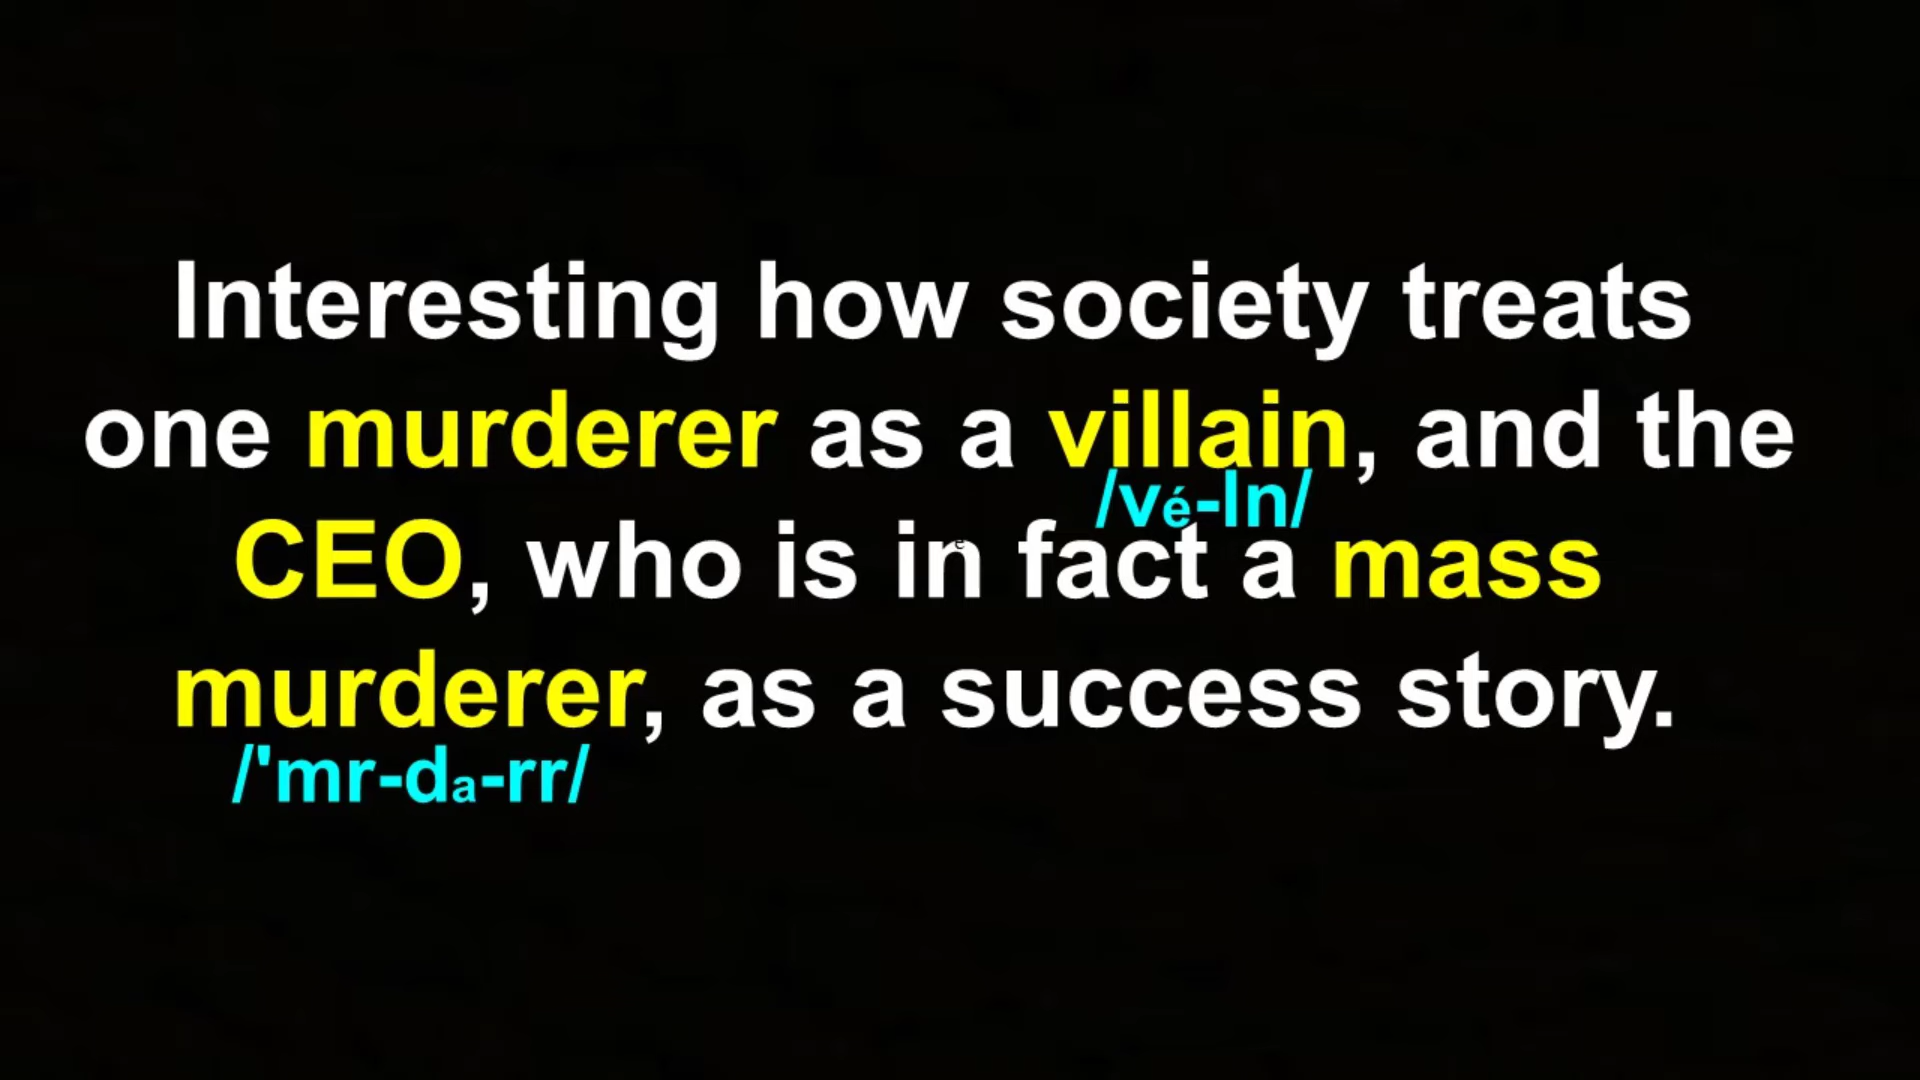 Interesting how society treats
one murderer as a villain, and the
/vé-ln/
CEO, who is in fact a mass
murderer, as a success story.
/'mr-da-rr/